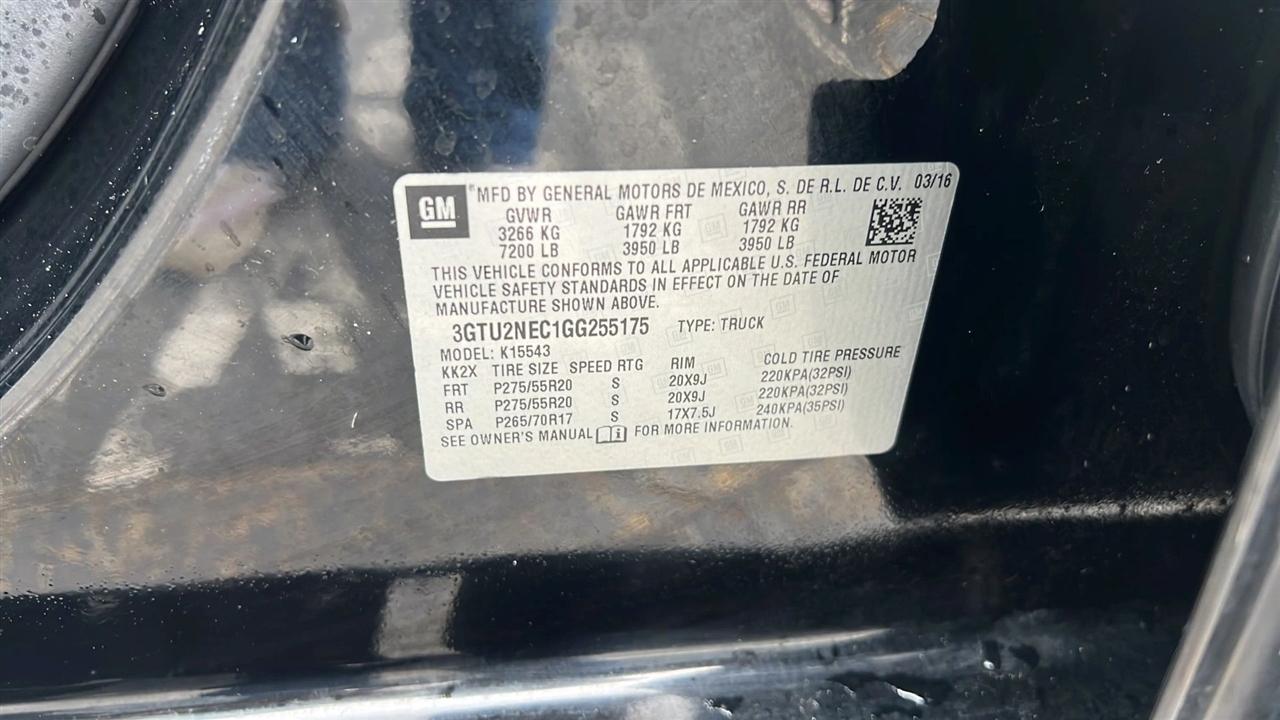 GM
®MFD BY GENERAL MOTORS DE MEXICO, S. DE R.L. DE C.V. 03/16
GVWR GAWR FRT GAWR RR
3266 KG 1792 KG 1792 KG
7200 LB 3950 LB 3950 LB
THIS VEHICLE CONFORMS TO ALL APPLICABLE U.S. FEDERAL MOTOR
VEHICLE SAFETY STANDARDS IN EFFECT ON THE DATE OF
MANUFACTURE SHOWN ABOVE.
3GTU2NEC1GG255175 TYPE: TRUCK
MODEL: K15543
KK2X TIRE SIZE SPEED RTG RIM COLD TIRE PRESSURE
FRT P275/55R20 S 20X9J 220KPA(32PSI)
RR P275/55R20 S 20X9J 220KPA(32PSI)
SPA P265/70R17 S 17X7.5J 240KPA(35PSI)
SEE OWNER'S MANUAL FOR MORE INFORMATION.